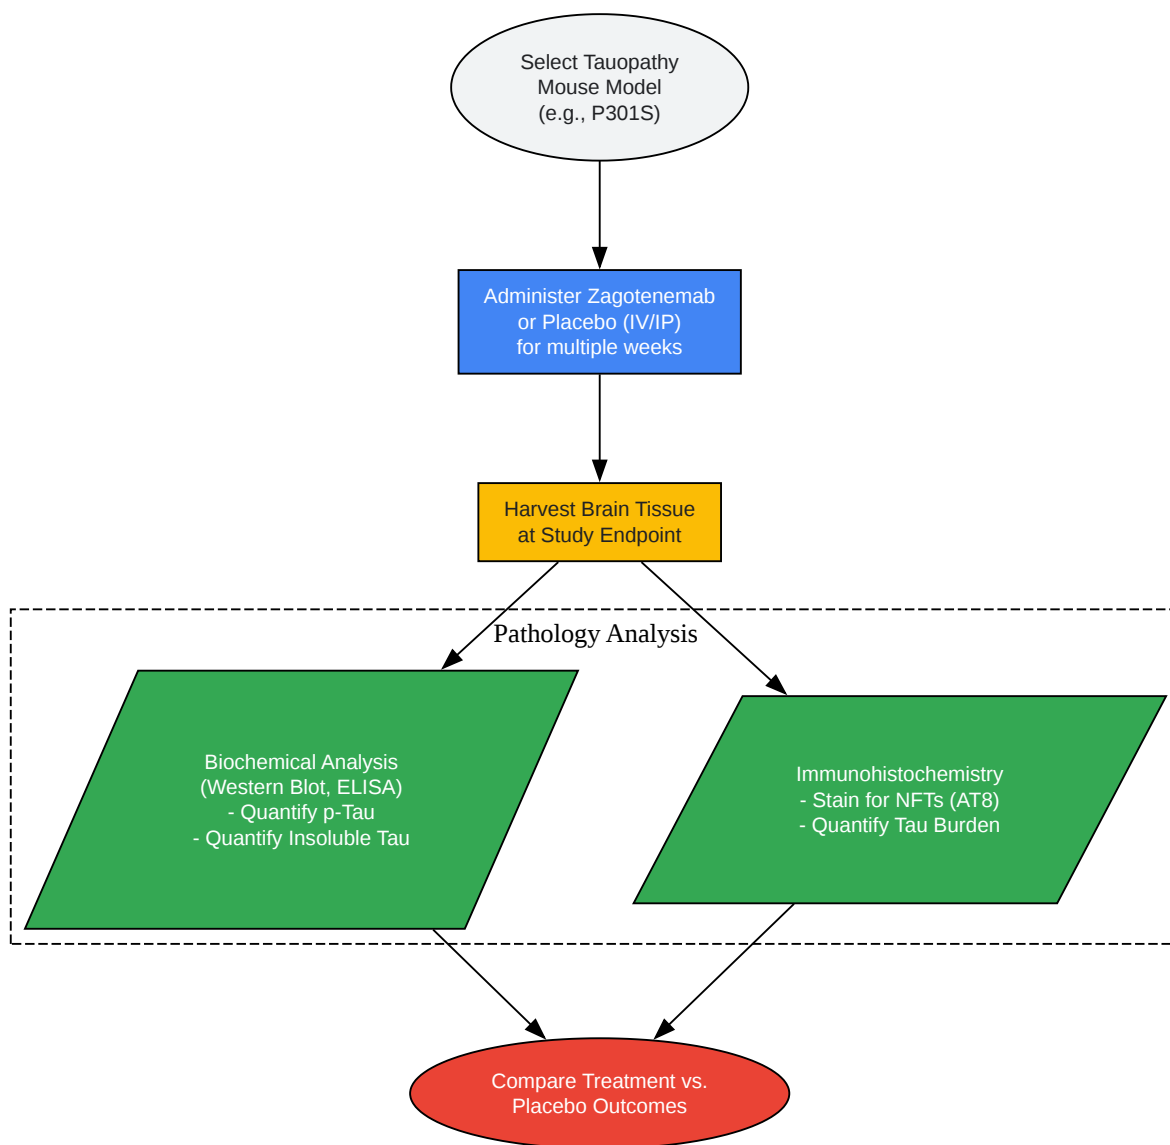 Select Tauopathy
Mouse Model
(e.g., P301S)
Administer Zagotenemab
or Placebo (IV/IP)
for multiple weeks
Harvest Brain Tissue
at Study Endpoint
Pathology Analysis
Biochemical Analysis
(Western Blot, ELISA)
- Quantify p-Tau
- Quantify Insoluble Tau
Immunohistochemistry
- Stain for NFTs (AT8)
- Quantify Tau Burden
Compare Treatment vs.
Placebo Outcomes